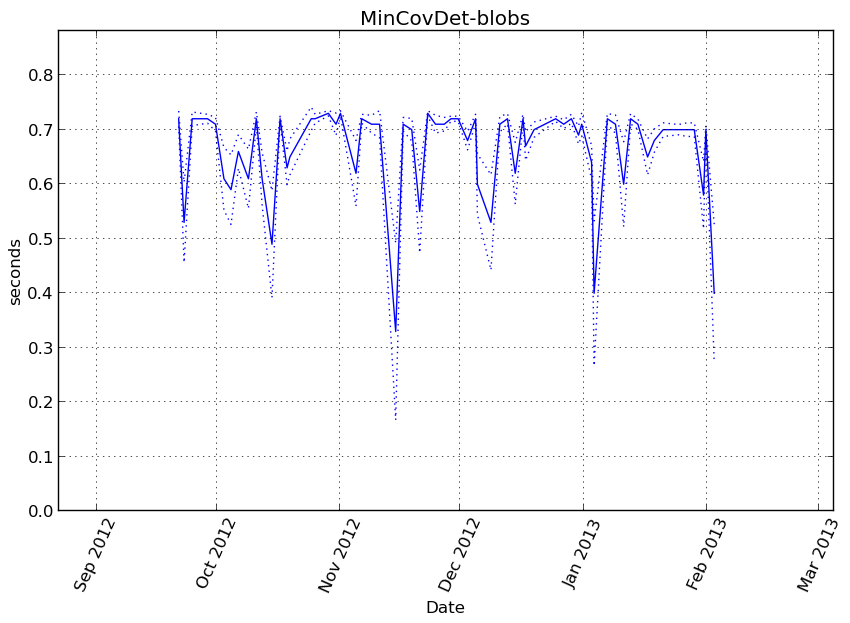 MinCovDet-blobs
0.8
0.7
0.6
0.5
0.4
0.3
0.2
0.1
0.0
seconds
Sep 2012
Oct 2012
Nov 2012
Dec 2012
Jan 2013
Feb 2013
Mar 2013
Date